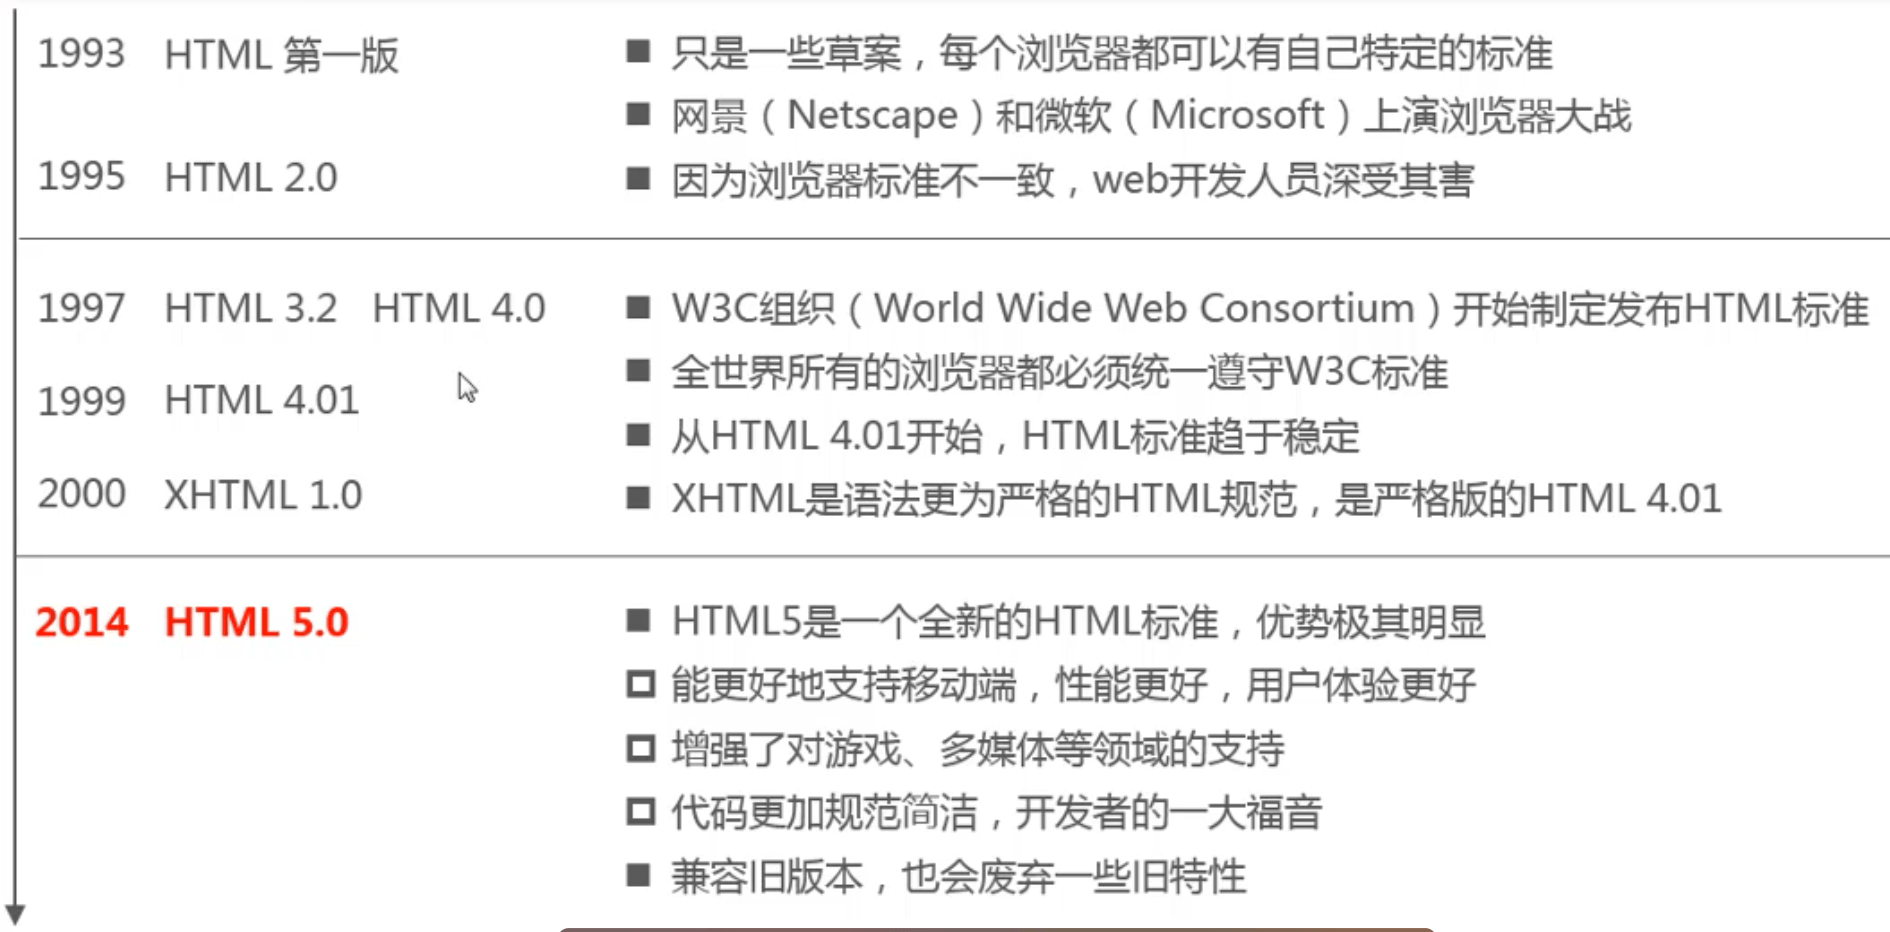 1993 HTML 第一版
■ 只是一些草案，每个浏览器都可以有自己特定的标准
■ 网景（Netscape）和微软（Microsoft）上演浏览器大战
1995 HTML 2.0
■ 因为浏览器标准不一致，web开发人员深受其害
1997 HTML 3.2 HTML 4.0
■ W3C组织（World Wide Web Consortium）开始制定发布HTML标准
■ 全世界所有的浏览器都必须统一遵守W3C标准
1999 HTML 4.01
■ 从HTML 4.01开始，HTML标准趋于稳定
2000 XHTML 1.0
■ XHTML是语法更为严格的HTML规范，是严格版的HTML 4.01
2014 HTML 5.0
■ HTML5是一个全新的HTML标准，优势极其明显
□ 能更好地支持移动端，性能更好，用户体验更好
□ 增强了对游戏、多媒体等领域的支持
□ 代码更加规范简洁，开发者的一大福音
■ 兼容旧版本，也会废弃一些旧特性